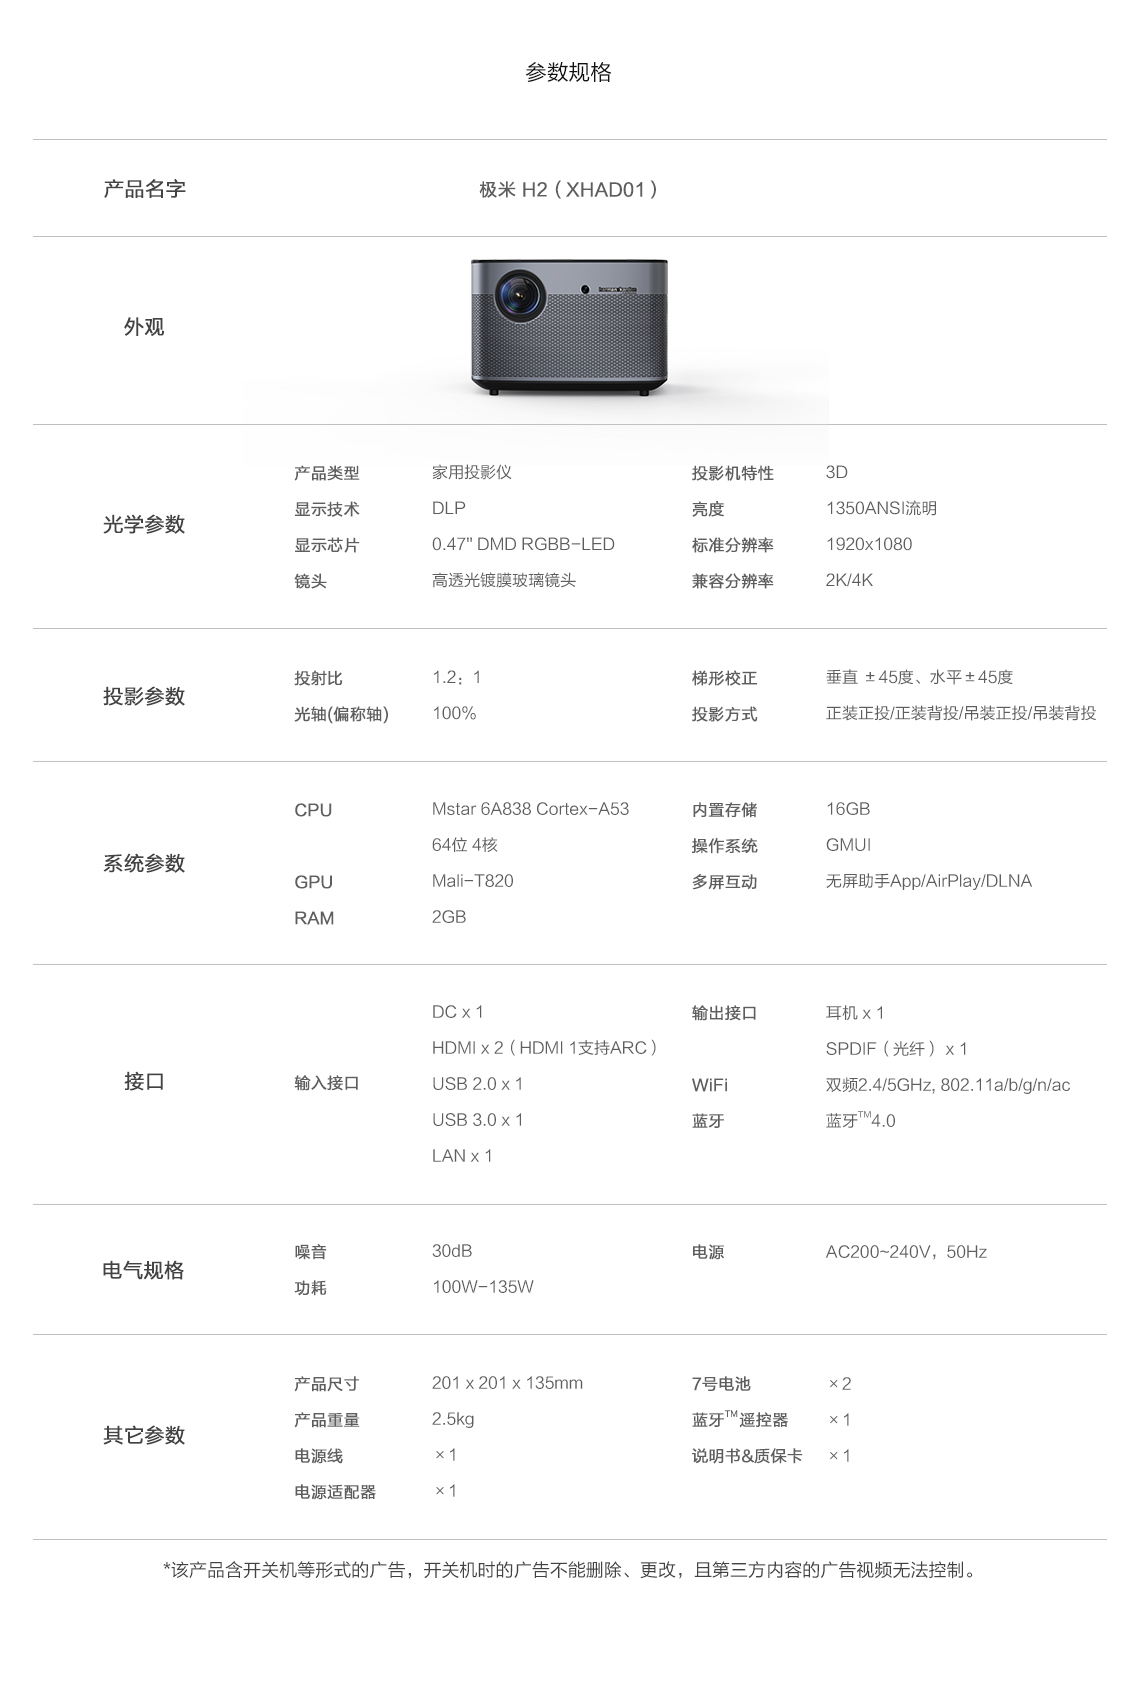 参数规格
产品名字
极米 H2（XHAD01）
外观
harman/kardon
光学参数
产品类型 家用投影仪 投影机特性 3D
显示技术 DLP 亮度 1350ANSI流明
显示芯片 0.47" DMD RGBB-LED 标准分辨率 1920x1080
镜头 高透光镀膜玻璃镜头 兼容分辨率 2K/4K
投影参数
投射比 1.2：1 梯形校正 垂直 ±45度、水平±45度
光轴(偏称轴) 100% 投影方式 正装正投/正装背投/吊装正投/吊装背投
系统参数
CPU Mstar 6A838 Cortex-A53 内置存储 16GB
64位 4核 操作系统 GMUI
GPU Mali-T820 多屏互动 无屏助手App/AirPlay/DLNA
RAM 2GB
接口
DC x 1 输出接口 耳机 x 1
HDMI x 2（HDMI 1支持ARC） SPDIF（光纤）x 1
输入接口 USB 2.0 x 1 WiFi 双频2.4/5GHz, 802.11a/b/g/n/ac
USB 3.0 x 1 蓝牙 蓝牙™4.0
LAN x 1
电气规格
噪音 30dB 电源 AC200~240V，50Hz
功耗 100W-135W
其它参数
产品尺寸 201 x 201 x 135mm 7号电池 ×2
产品重量 2.5kg 蓝牙™遥控器 ×1
电源线 ×1 说明书&质保卡 ×1
电源适配器 ×1
*该产品含开关机等形式的广告，开关机时的广告不能删除、更改，且第三方内容的广告视频无法控制。